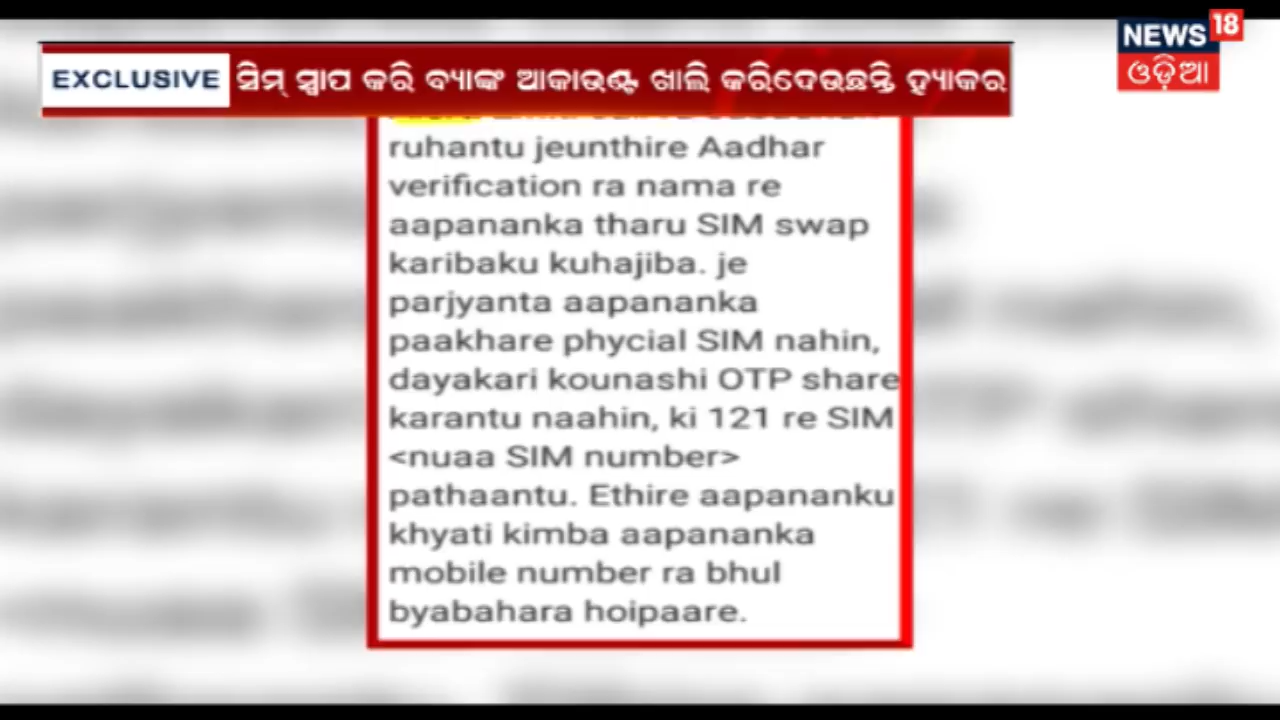 EXCLUSIVE ସିମ୍ ସ୍ୱାପ କରି ବ୍ୟାଙ୍କ ଆକାଉଣ୍ଟ ଖାଲି କରିଦେଉଛନ୍ତି ହ୍ୟାକର
NEWS 18
ଓଡ଼ିଆ
ruhantu jeunthire Aadhar
verification ra nama re
aapananka tharu SIM swap
karibaku kuhajiba. je
parjyanta aapananka
paakhare phycial SIM nahin,
dayakari kounashi OTP share
karantu naahin, ki 121 re SIM
<nuaa SIM number>
pathaantu. Ethire aapananku
khyati kimba aapananka
mobile number ra bhul
byabahara hoipaare.